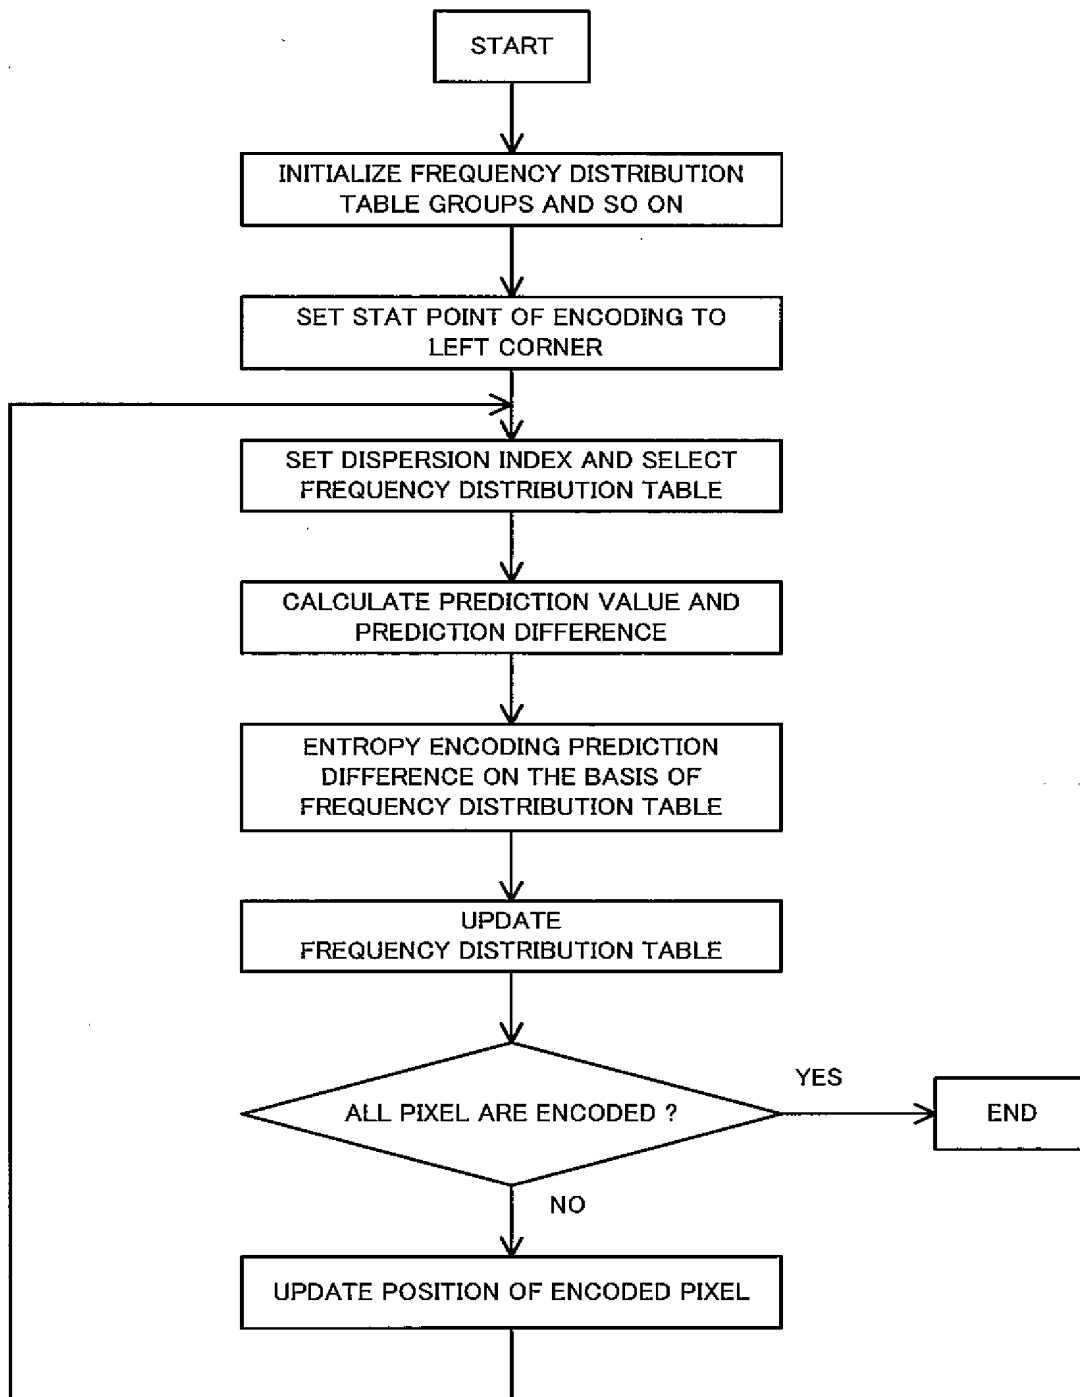 START
INITIALIZE FREQUENCY DISTRIBUTION
TABLE GROUPS AND SO ON
SET STAT POINT OF ENCODING TO
LEFT CORNER
SET DISPERSION INDEX AND SELECT
FREQUENCY DISTRIBUTION TABLE
CALCULATE PREDICTION VALUE AND
PREDICTION DIFFERENCE
ENTROPY ENCODING PREDICTION
DIFFERENCE ON THE BASIS OF
FREQUENCY DISTRIBUTION TABLE
UPDATE
FREQUENCY DISTRIBUTION TABLE
ALL PIXEL ARE ENCODED ?
YES
END
NO
UPDATE POSITION OF ENCODED PIXEL